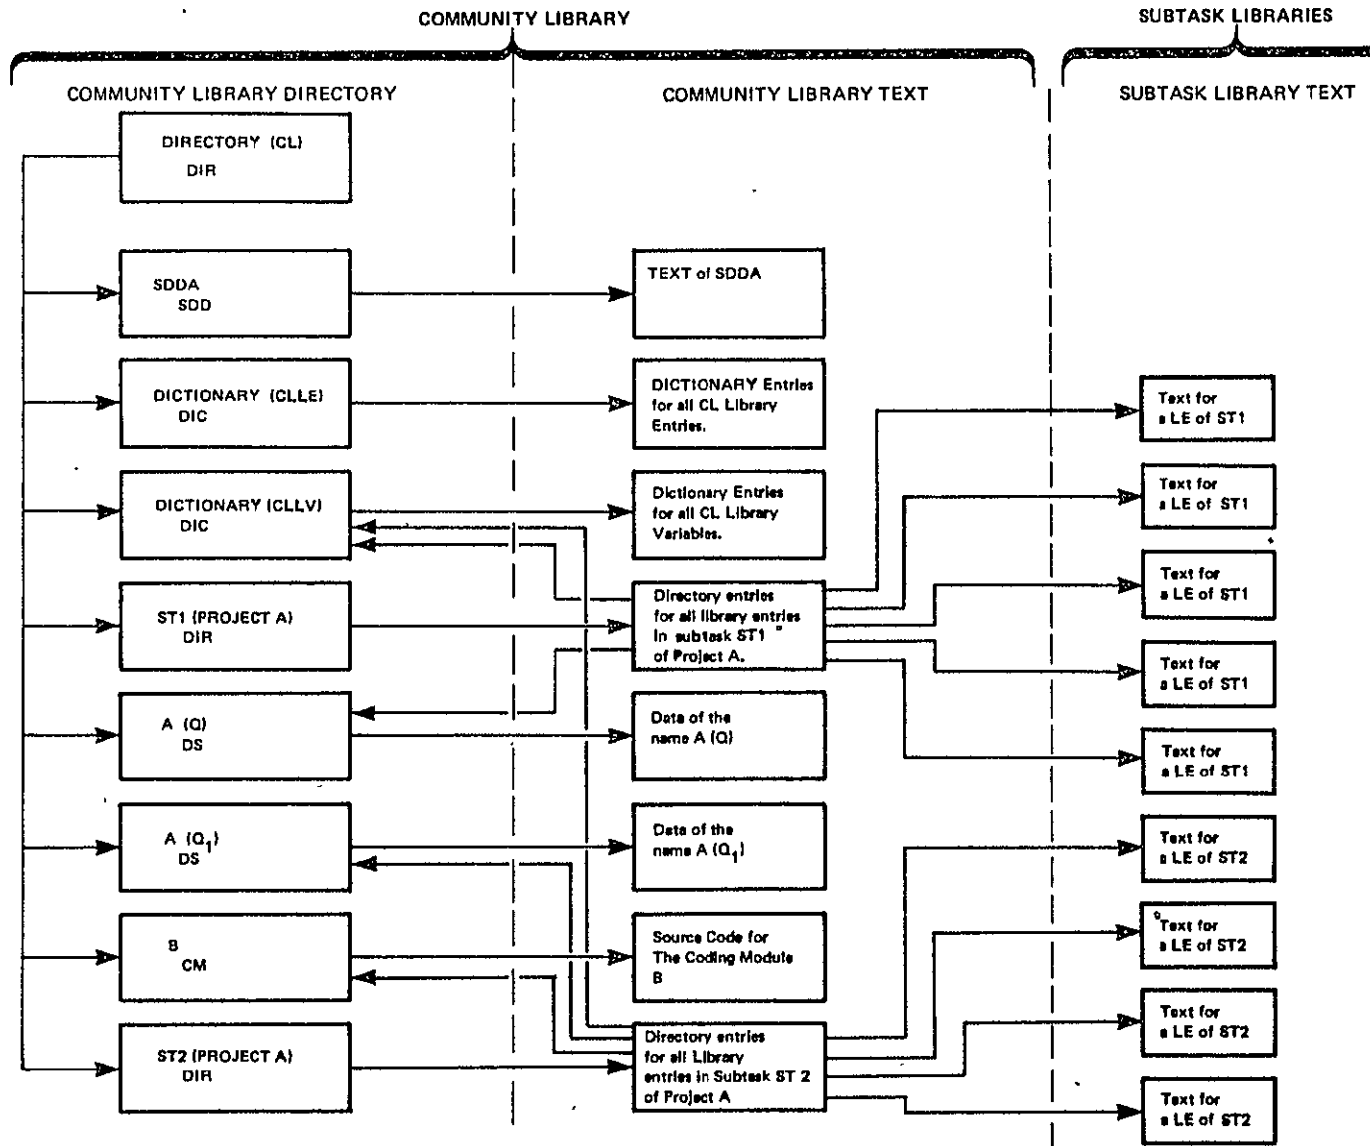 COMMUNITY LIBRARY
SUBTASK LIBRARIES
COMMUNITY LIBRARY DIRECTORY
COMMUNITY LIBRARY TEXT
SUBTASK LIBRARY TEXT
DIRECTORY (CL)
DIR
SDDA
SDD
TEXT of SDDA
DICTIONARY (CLLE)
DIC
DICTIONARY Entries
for all CL Library
Entries.
DICTIONARY (CLLV)
DIC
Dictionary Entries
for all CL Library
Variables.
ST1 (PROJECT A)
DIR
Directory entries
for all library entries
in subtask ST1
of Project A.
A (Q)
DS
Data of the
name A (Q)
A (Q1)
DS
Data of the
name A (Q1)
B
CM
Source Code for
The Coding Module
B
ST2 (PROJECT A)
DIR
Directory entries
for all Library
entries in Subtask ST 2
of Project A
Text for
a LE of ST1
Text for
a LE of ST1
Text for
a LE of ST1
Text for
a LE of ST1
Text for
a LE of ST1
Text for
a LE of ST2
Text for
a LE of ST2
Text for
a LE of ST2
Text for
a LE of ST2